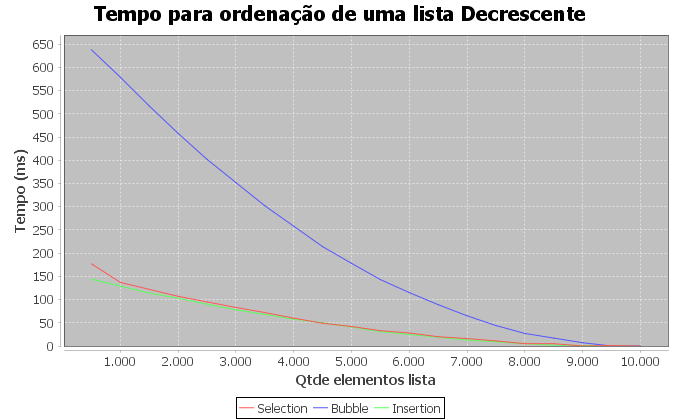 Tempo para ordenação de uma lista Decrescente
Tempo (ms)
650
600
550
500
450
400
350
300
250
200
150
100
50
0
1.000 2.000 3.000 4.000 5.000 6.000 7.000 8.000 9.000 10.000
Qtde elementos lista
Selection Bubble Insertion